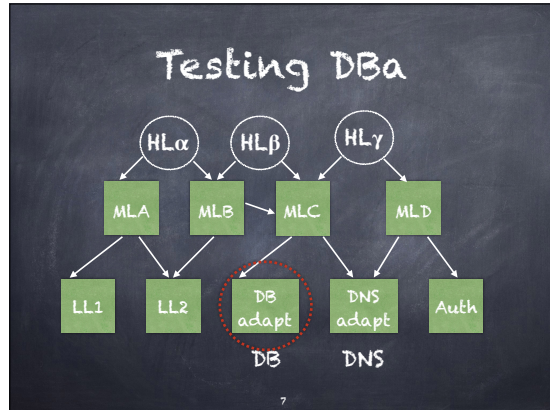 Testing DBa
HLα HLβ HLγ
MLA MLB MLC MLD
LL1 LL2 DB adapt DNS adapt Auth
DB DNS
7